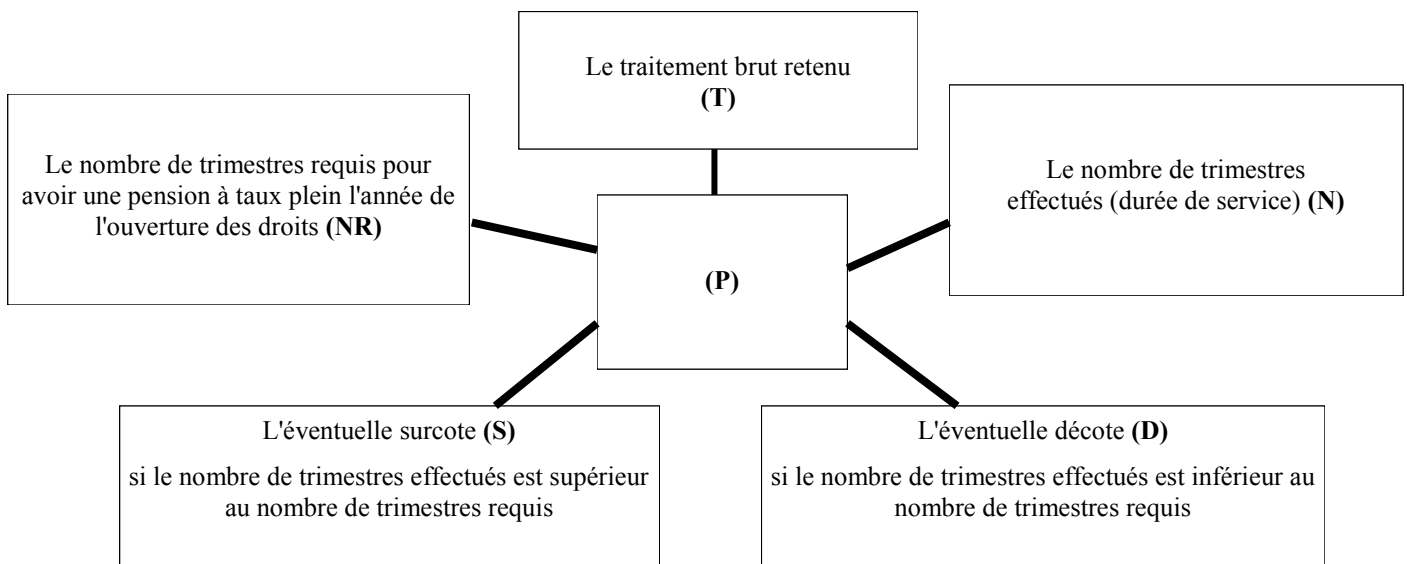 Le traitement brut retenu
(T)
Le nombre de trimestres requis pour
avoir une pension à taux plein l'année de
l'ouverture des droits (NR)
Le nombre de trimestres
effectués (durée de service) (N)
(P)
L'éventuelle surcote (S)
si le nombre de trimestres effectués est supérieur
au nombre de trimestres requis
L'éventuelle décote (D)
si le nombre de trimestres effectués est inférieur au
nombre de trimestres requis